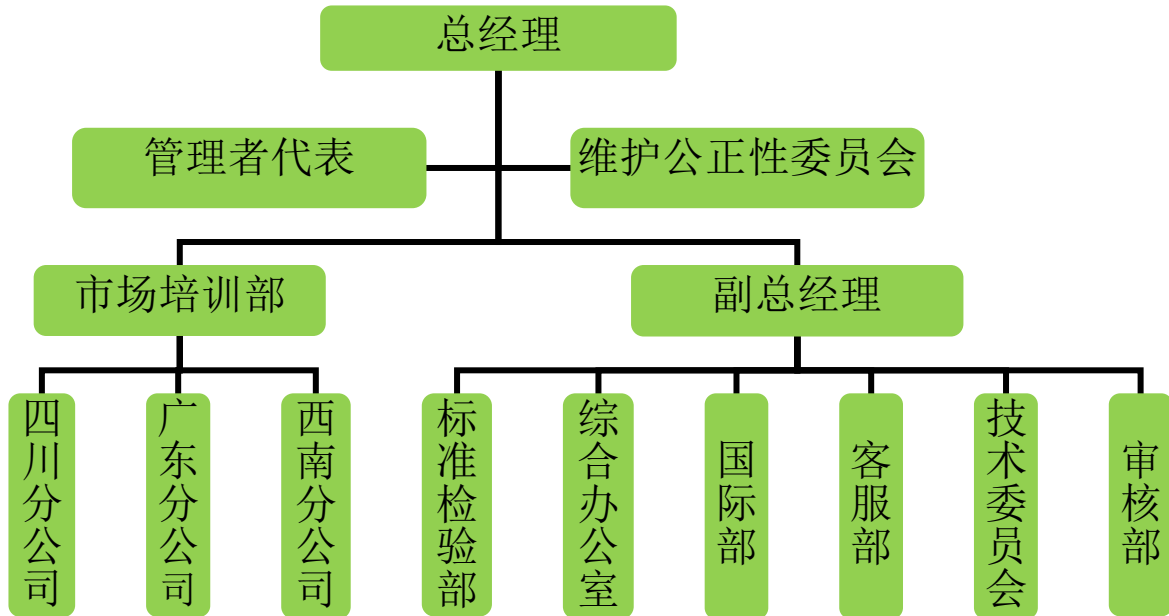 总经理
管理者代表
维护公正性委员会
市场培训部
副总经理
四川分公司
广东分公司
西南分公司
标准检验部
综合办公室
国际部
客服部
技术委员会
审核部